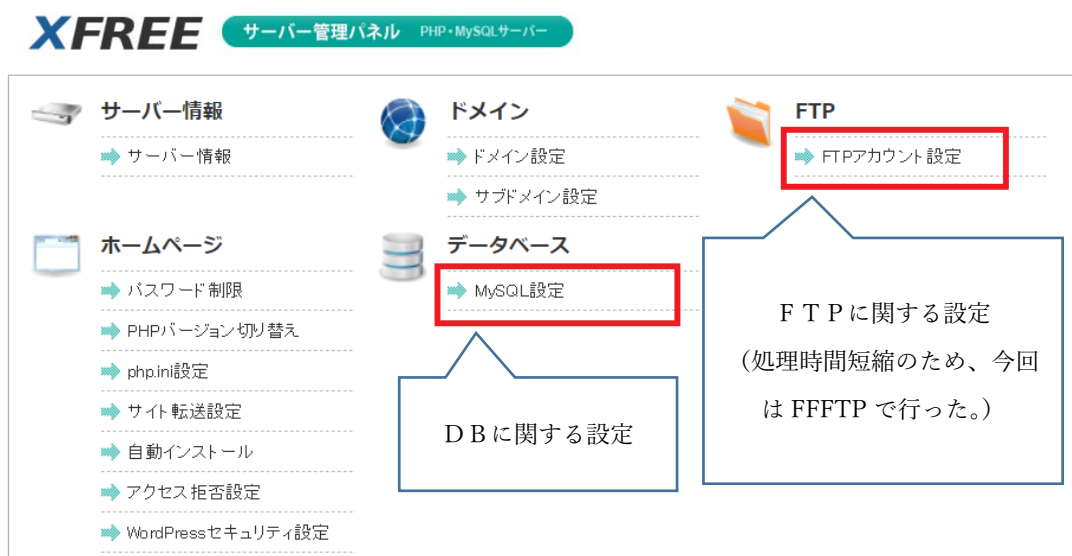 XFREE サーバー管理パネル PHP・MySQLサーバー
サーバー情報
サーバー情報
ドメイン
ドメイン設定
サブドメイン設定
FTP
FTPアカウント設定
ホームページ
パスワード制限
PHPバージョン切り替え
php.ini設定
サイト転送設定
自動インストール
アクセス拒否設定
WordPressセキュリティ設定
データベース
MySQL設定
ＤＢに関する設定
ＦＴＰに関する設定
（処理時間短縮のため、今回
は FFFTP で行った。）